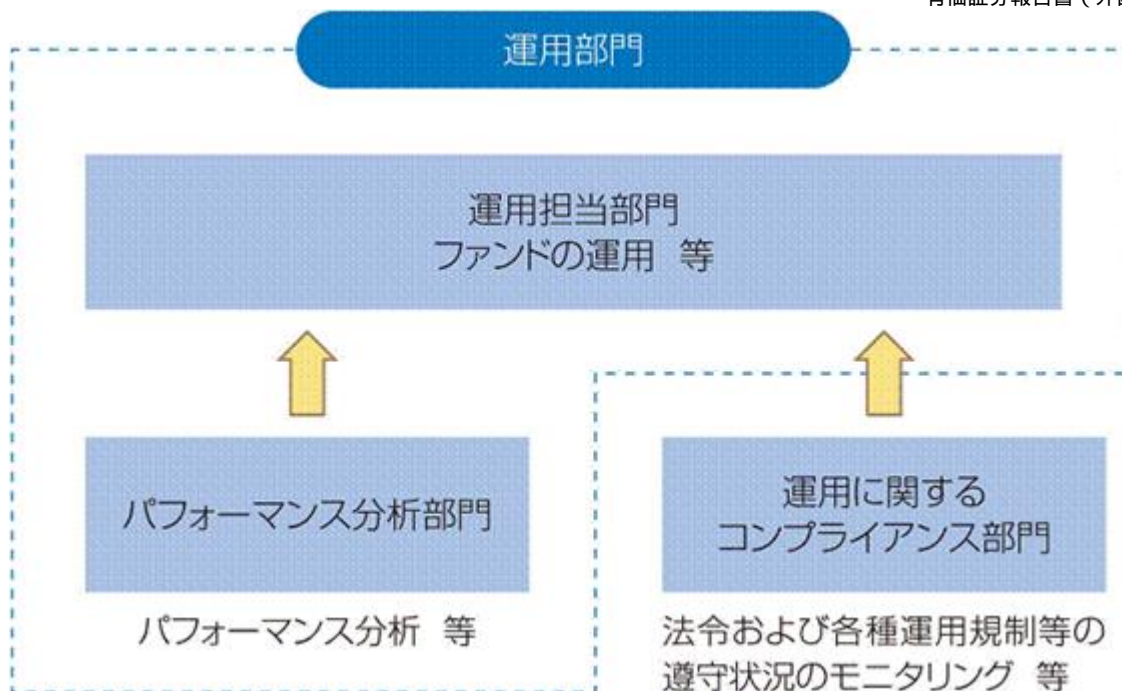 運用部門
運用担当部門
ファンドの運用 等
パフォーマンス分析部門
パフォーマンス分析 等
運用に関する
コンプライアンス部門
法令および各種運用規制等の
遵守状況のモニタリング 等